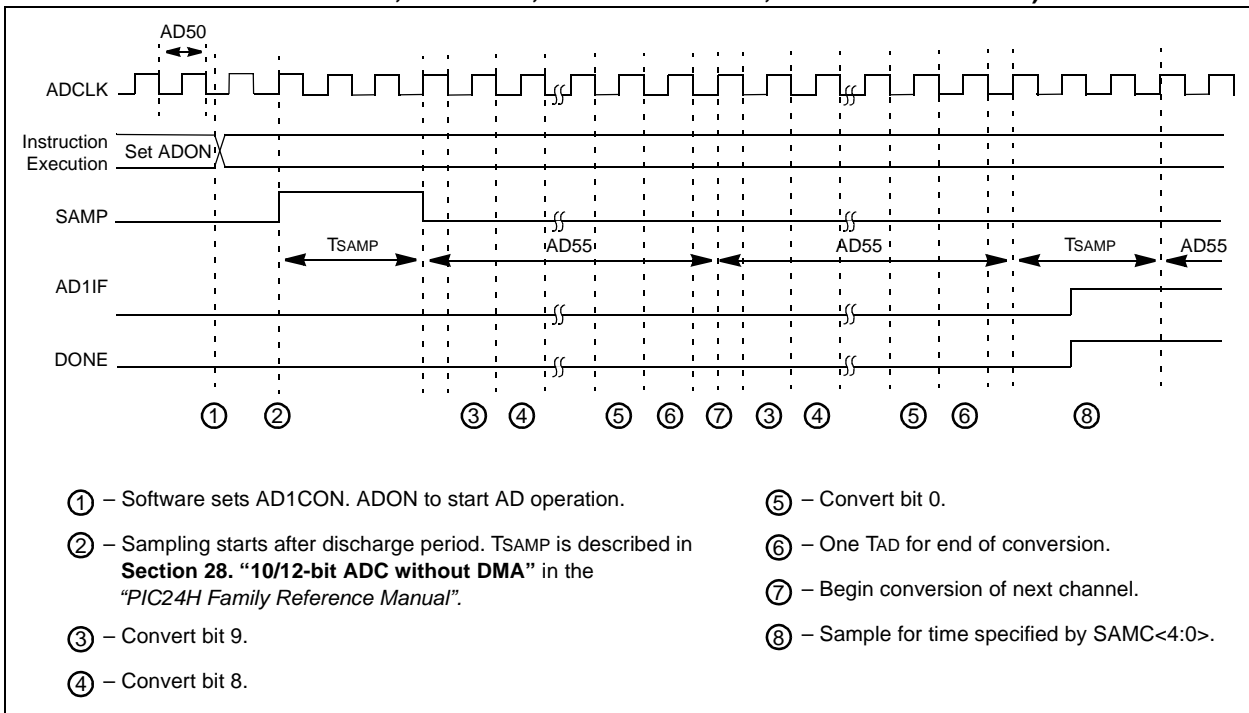 AD50
ADCLK
Instruction
Execution
Set ADON
SAMP
TSAMP
AD55
AD55
TSAMP
AD55
AD1IF
DONE
1 2 3 4 5 6 7 3 4 5 6 8
1 – Software sets AD1CON. ADON to start AD operation.
2 – Sampling starts after discharge period. TSAMP is described in
Section 28. “10/12-bit ADC without DMA” in the
“PIC24H Family Reference Manual”.
3 – Convert bit 9.
4 – Convert bit 8.
5 – Convert bit 0.
6 – One TAD for end of conversion.
7 – Begin conversion of next channel.
8 – Sample for time specified by SAMC<4:0>.